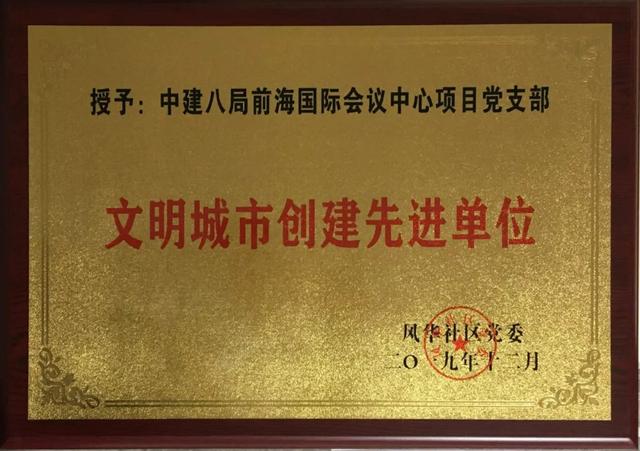 授予：中建八局前海国际会议中心项目党支部
文明城市创建先进单位
风华社区党委
二〇一九年十二月